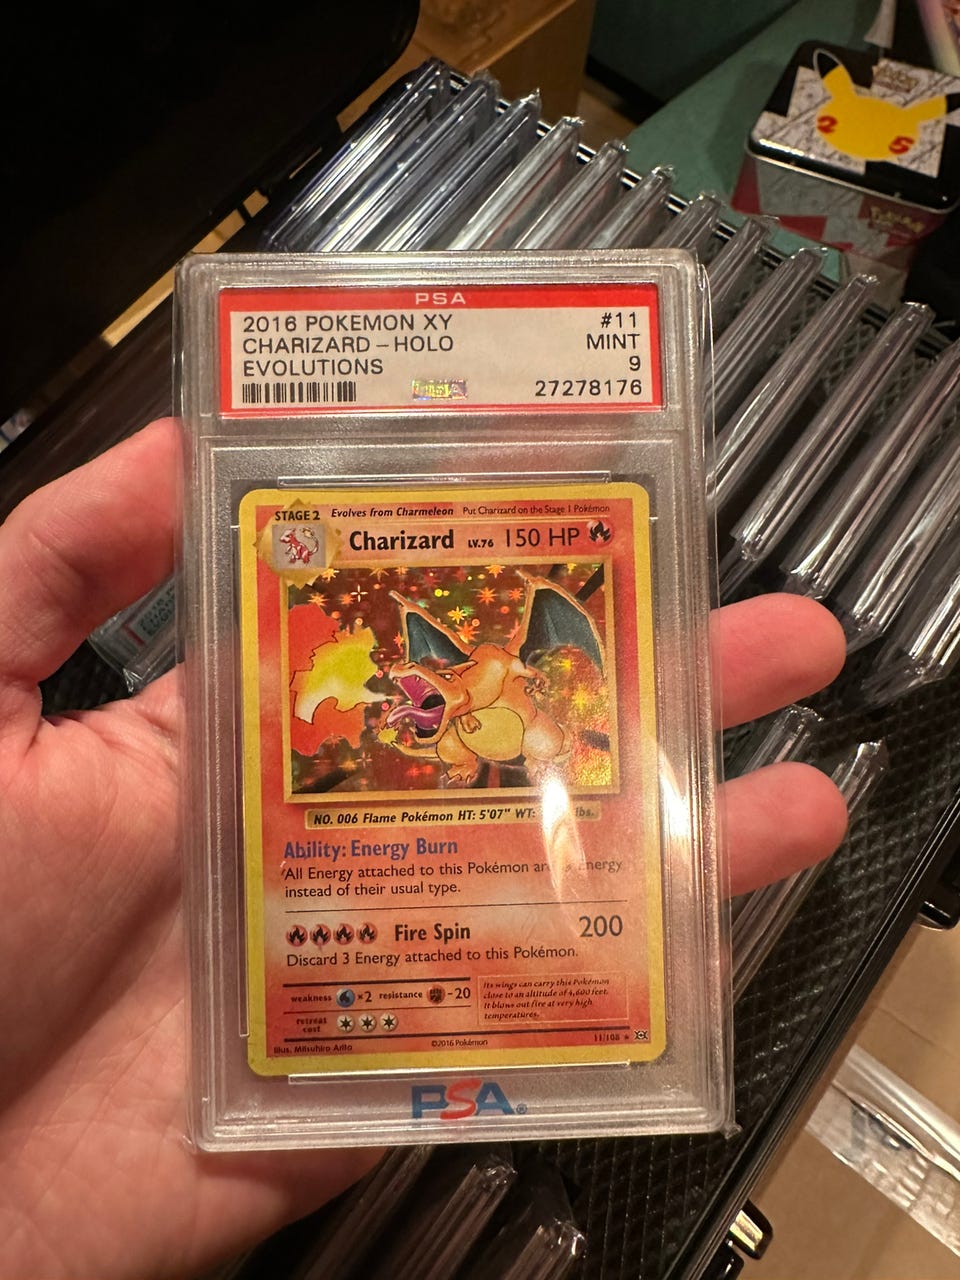 PSA
2016 POKEMON XY #11
CHARIZARD - HOLO MINT
EVOLUTIONS 9
27278176
STAGE 2 Evolves from Charmeleon Put Charizard on the Stage 1 Pokémon
Charizard LV.76 150 HP
NO. 006 Flame Pokémon HT: 5'07" WT: lbs.
Ability: Energy Burn
All Energy attached to this Pokémon are Energy
instead of their usual type.
Fire Spin 200
Discard 3 Energy attached to this Pokémon.
weakness ×2 resistance -20
retreat
cost
Its wings can carry this Pokémon
close to an altitude of 4,600 feet.
It blows out fire at very high
temperatures.
Illus. Mitsuhiro Arita ©2016 Pokémon 11/108 ★
PSA®
Pokémon
25
Pokémon